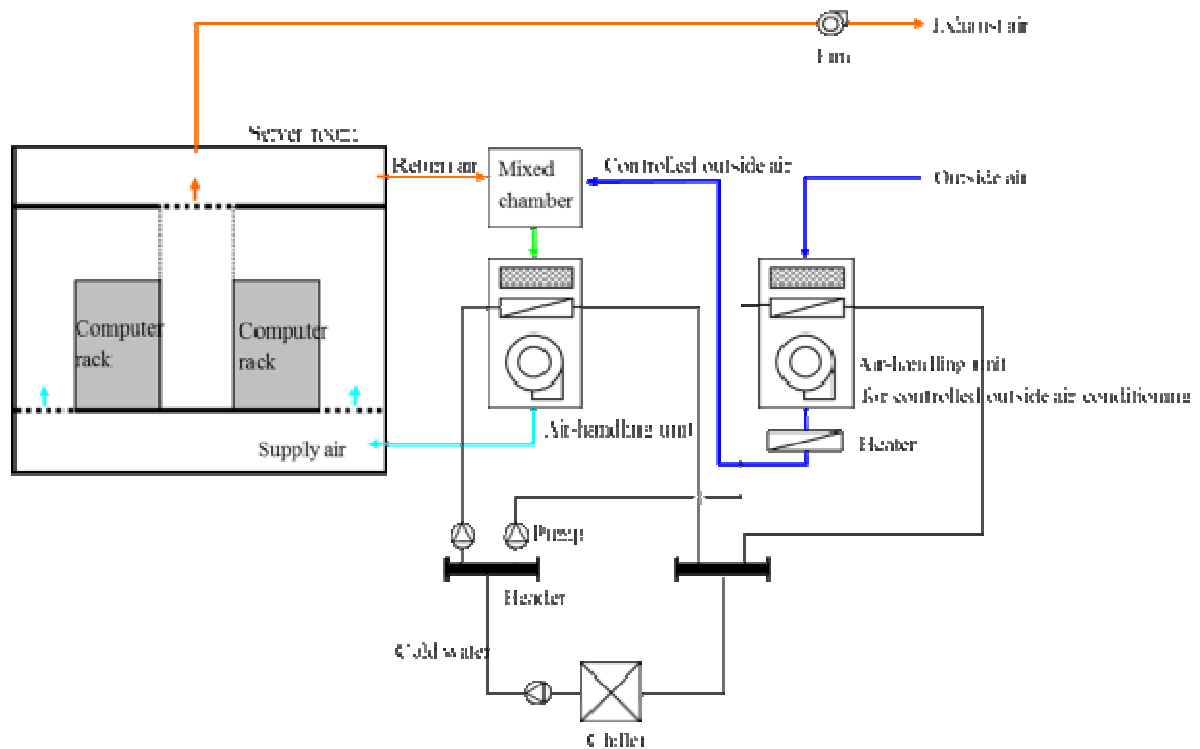 Exhaust air
Fan
Server room
Return air
Mixed
chamber
Controlled outside air
Outside air
Computer
rack
Computer
rack
Air-handling unit
for controlled outside air conditioning
Supply air
Air-handling unit
Heater
Pump
Header
Cold water
Chiller